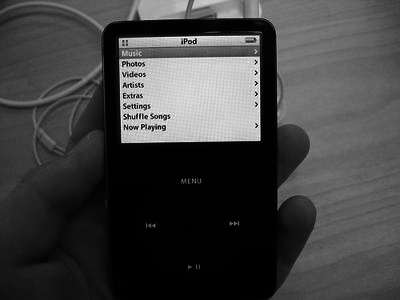 iPod
Music
Photos
Videos
Artists
Extras
Settings
Shuffle Songs
Now Playing
MENU